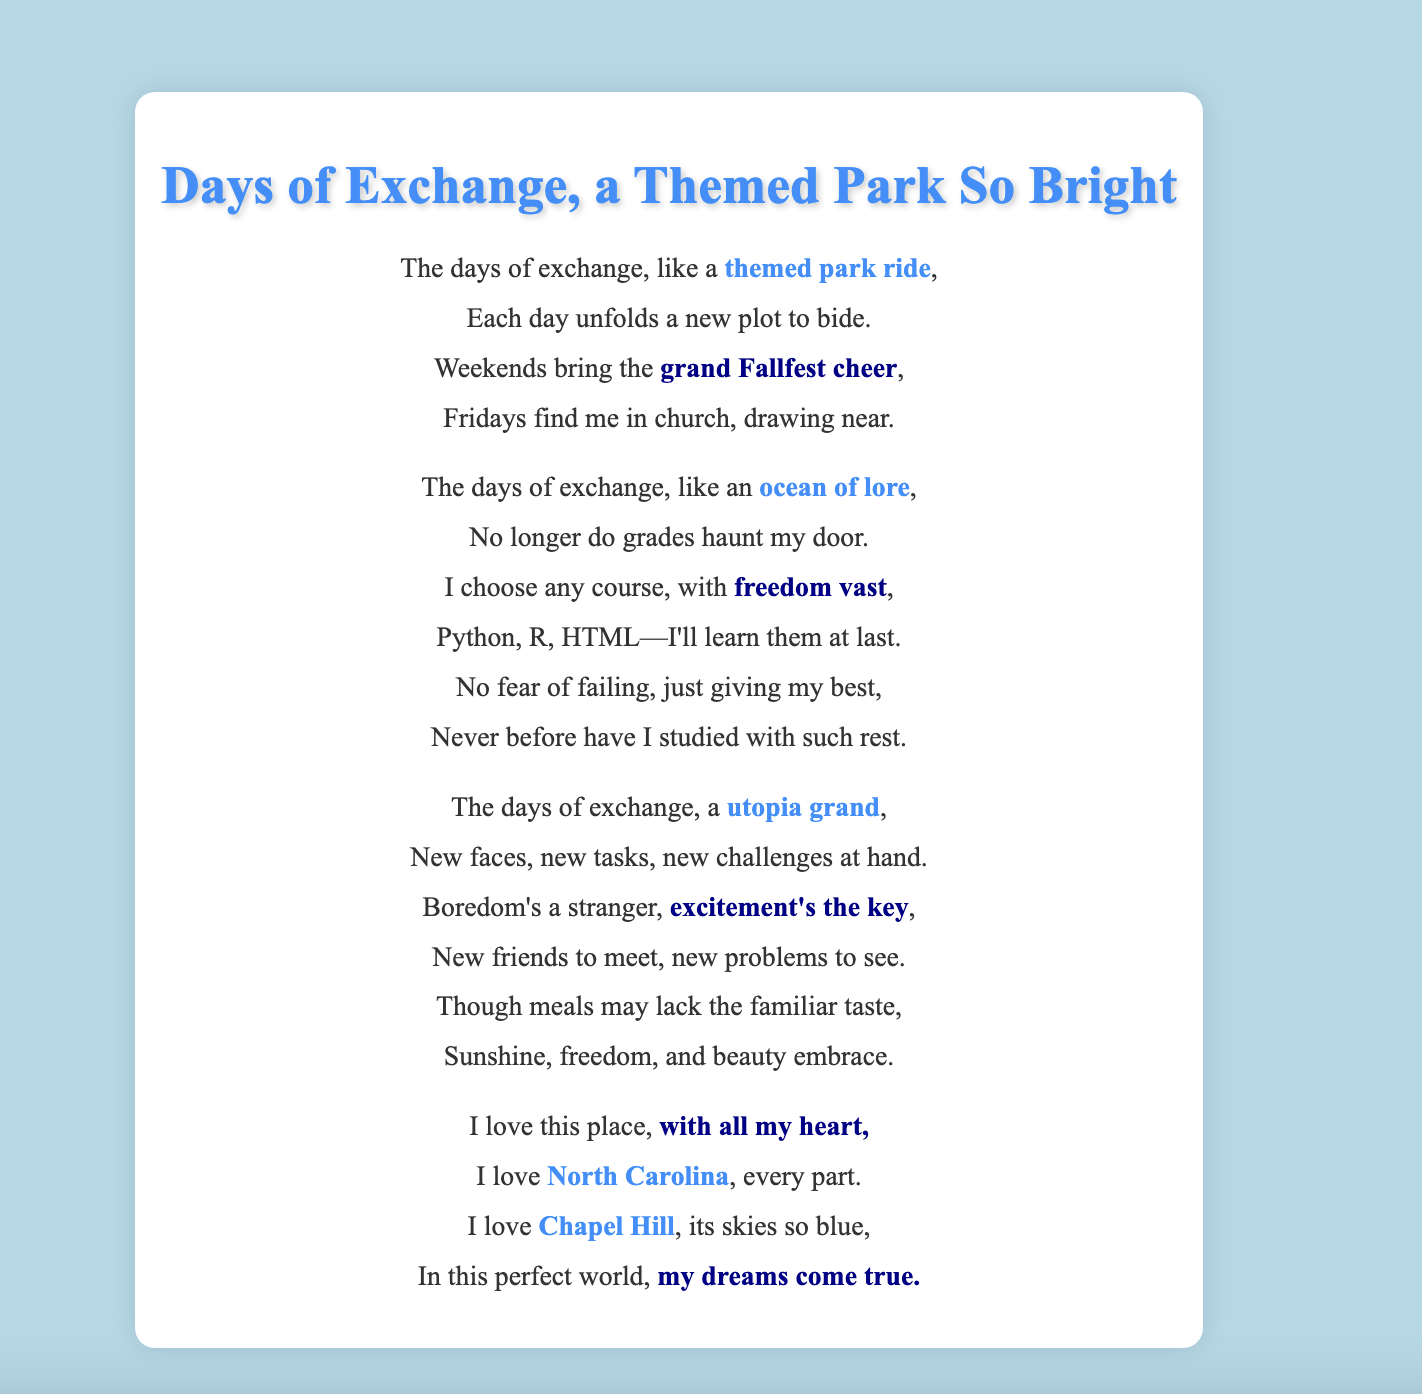 Days of Exchange, a Themed Park So Bright
The days of exchange, like a themed park ride,
Each day unfolds a new plot to bide.
Weekends bring the grand Fallfest cheer,
Fridays find me in church, drawing near.
The days of exchange, like an ocean of lore,
No longer do grades haunt my door.
I choose any course, with freedom vast,
Python, R, HTML—I'll learn them at last.
No fear of failing, just giving my best,
Never before have I studied with such rest.
The days of exchange, a utopia grand,
New faces, new tasks, new challenges at hand.
Boredom's a stranger, excitement's the key,
New friends to meet, new problems to see.
Though meals may lack the familiar taste,
Sunshine, freedom, and beauty embrace.
I love this place, with all my heart,
I love North Carolina, every part.
I love Chapel Hill, its skies so blue,
In this perfect world, my dreams come true.